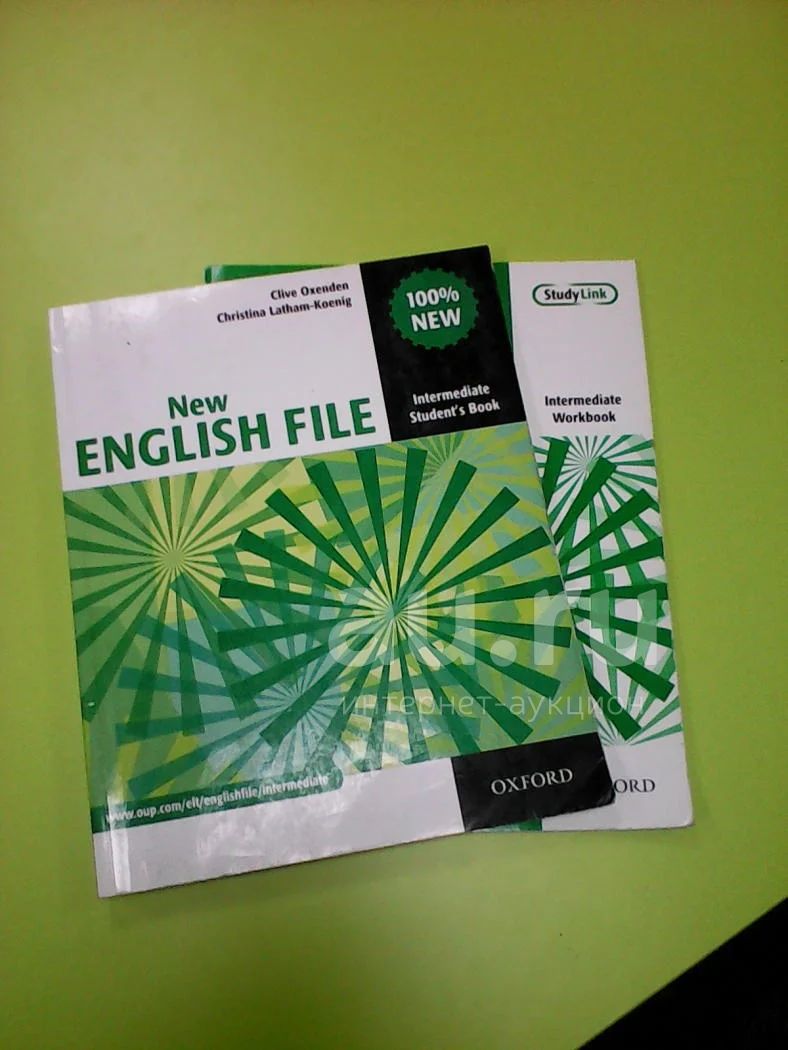 Clive Oxenden
Christina Latham-Koenig
100%
NEW
Intermediate
Student's Book
New
ENGLISH FILE
www.oup.com/elt/englishfile/intermediate
OXFORD
StudyLink
Intermediate
Workbook
ORD
au.ru
интернет-аукцион